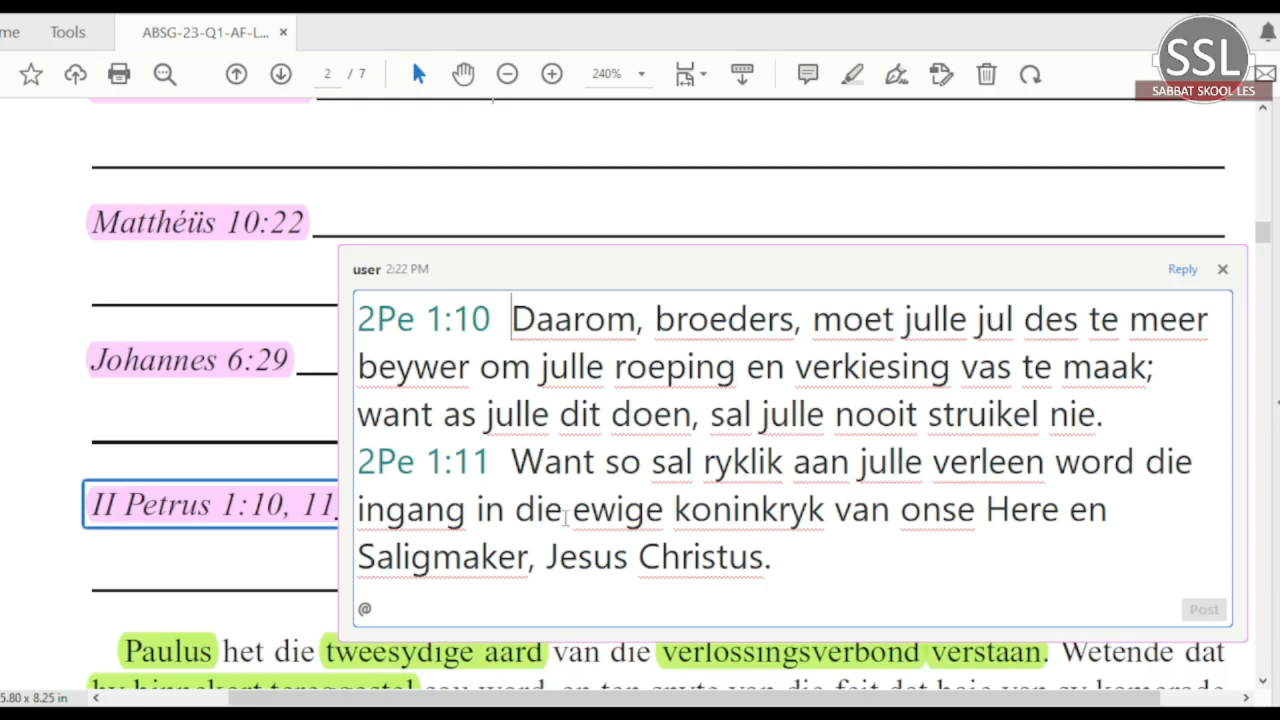 me Tools ABSG-23-Q1-AF-L... ×
SSL
SABBAT SKOOL LES
2 / 7 240%
Matthéüs 10:22
user 2:22 PM Reply ×
2Pe 1:10 Daarom, broeders, moet julle jul des te meer
beywer om julle roeping en verkiesing vas te maak;
want as julle dit doen, sal julle nooit struikel nie.
2Pe 1:11 Want so sal ryklik aan julle verleen word die
ingang in die ewige koninkryk van onse Here en
Saligmaker, Jesus Christus.
@ Post
Johannes 6:29
II Petrus 1:10, 11
Paulus het die tweesydige aard van die verlossingsverbond verstaan. Wetende dat
5.80 x 8.25 in